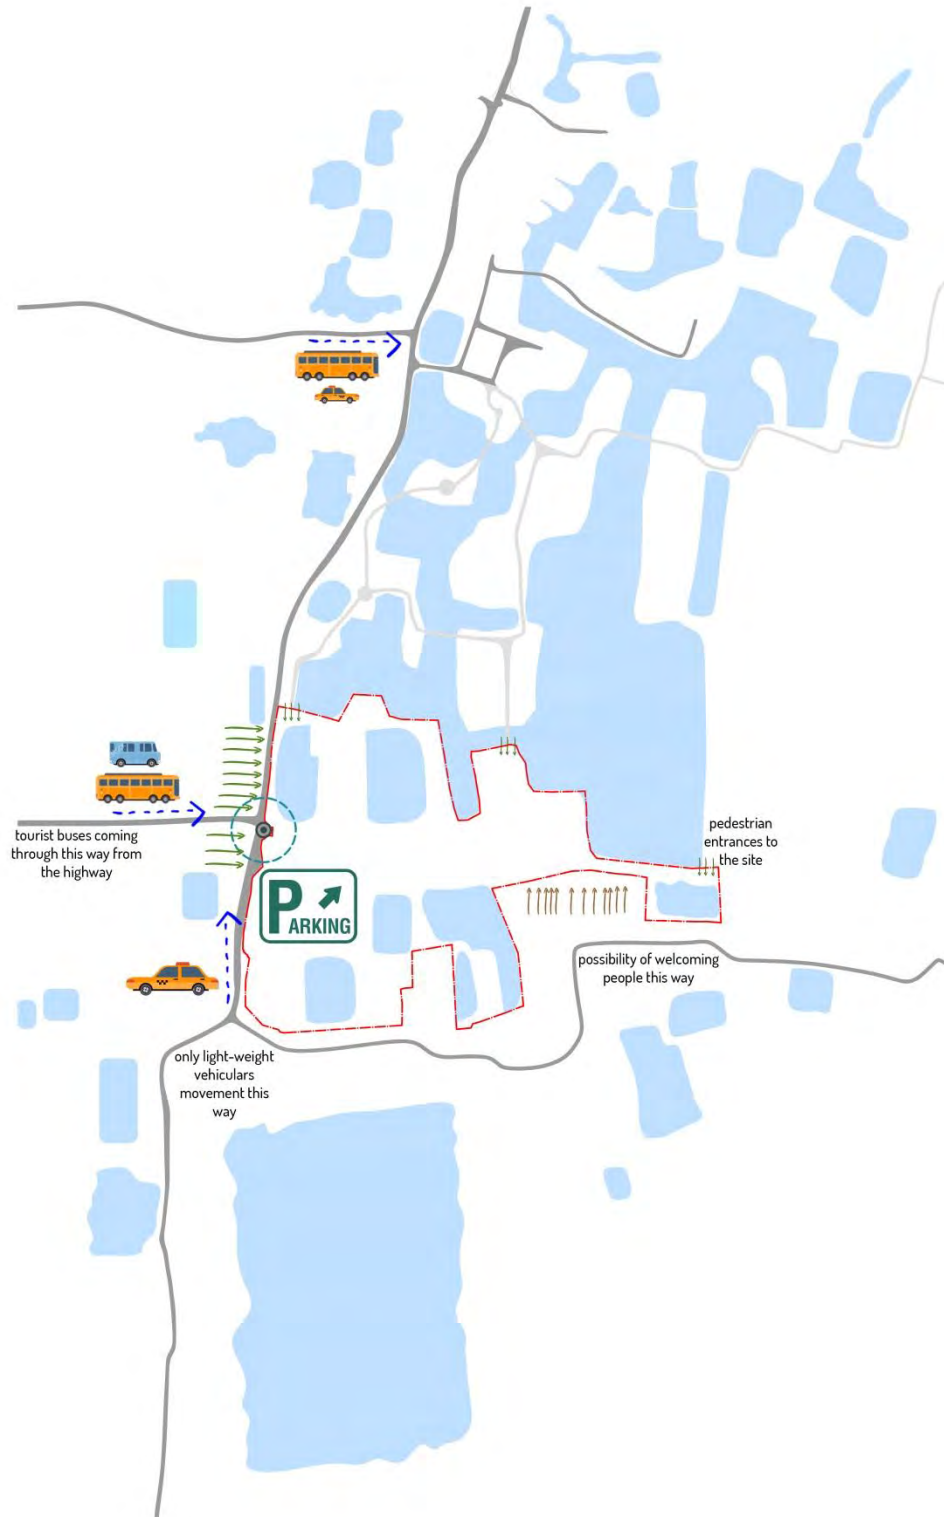 tourist buses coming
through this way from
the highway
pedestrian
entrances to
the site
PARKING
possibility of welcoming
people this way
only light-weight
vehiculars
movement this
way